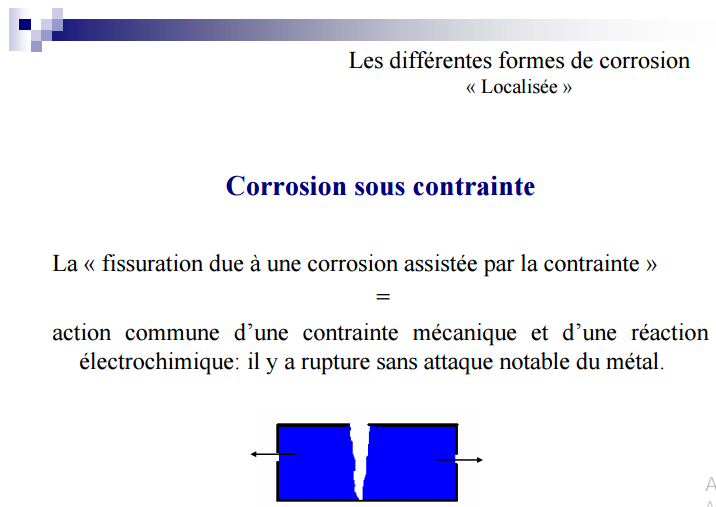 Les différentes formes de corrosion
« Localisée »
Corrosion sous contrainte
La « fissuration due à une corrosion assistée par la contrainte »
=
action commune d’une contrainte mécanique et d’une réaction
électrochimique: il y a rupture sans attaque notable du métal.
A